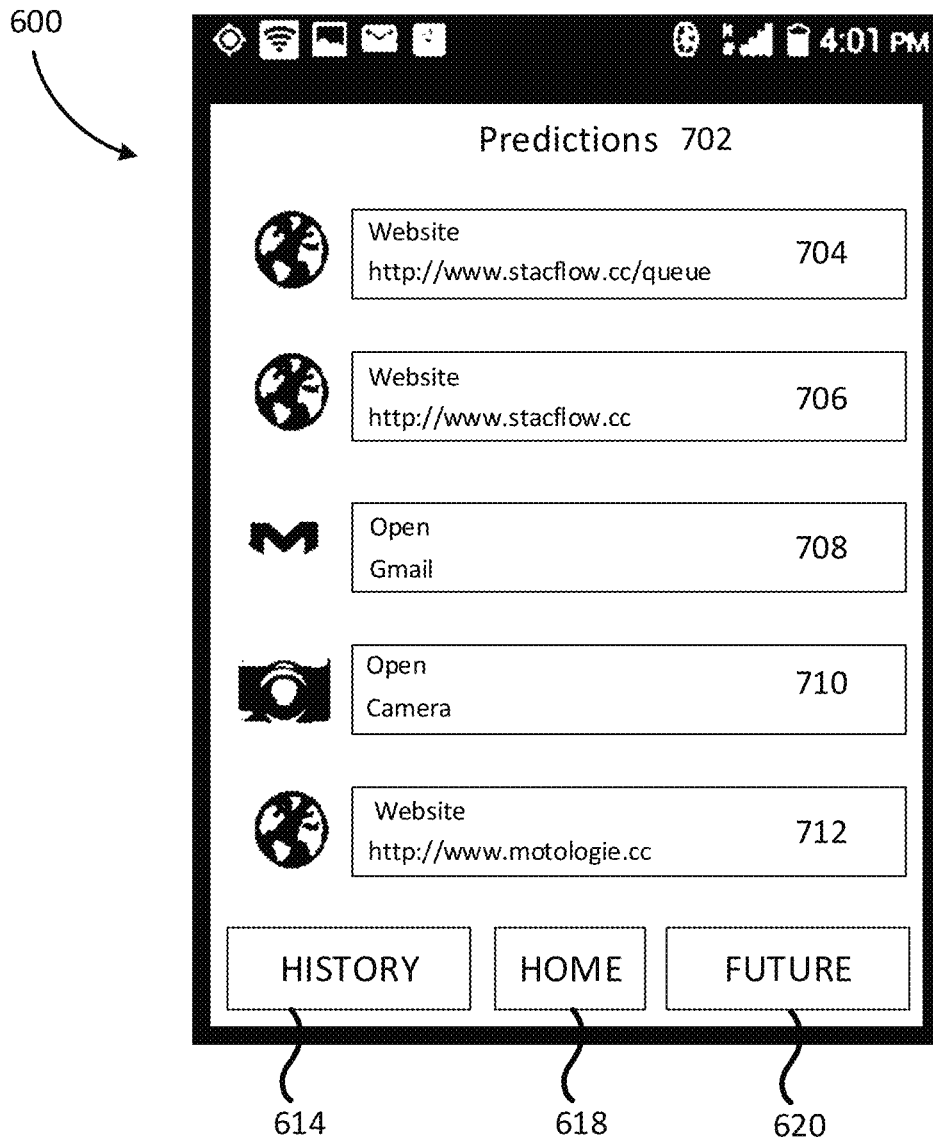 600
4:01 PM
Predictions 702
Website
http://www.stacflow.cc/queue
704
Website
http://www.stacflow.cc
706
Open
Gmail
708
Open
Camera
710
Website
http://www.motologie.cc
712
HISTORY
HOME
FUTURE
614
618
620